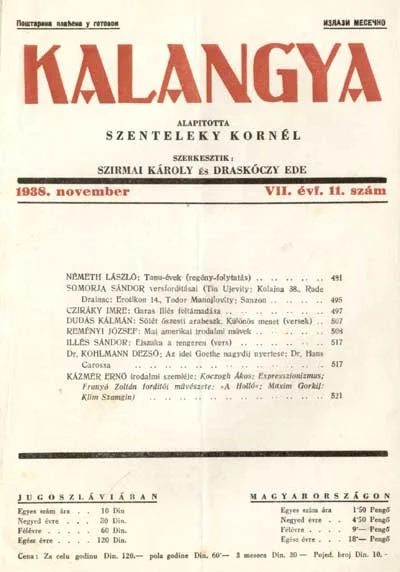 Поштарина плаћена у готовом
ИЗЛАЗИ МЕСЕЧНО
KALANGYA
ALAPITOTTA
SZENTELEKY KORNÉL
SZERKESZTIK:
SZIRMAI KÁROLY ÉS DRASKÓCZY EDE
1938. november
VII. évf. 11. szám
NÉMETH LÁSZLÓ: Tanu-évek (regény-folytatás) .. .. .. .. .. .. 481
SOMORJA SÁNDOR versforditásai (Tin Ujevity: Kolajna 38., Rade
Drainac: Erotikon 14., Todor Manojlovity: Sanzon .. .. .. .. 495
CZIRÁKY IMRE: Garas Illés feltámadása .. .. .. .. .. .. .. 497
DUDÁS KÁLMÁN: Sötét őszesti arabeszk. Különös menet (versek) .. 507
REMÉNYI JÓZSEF: Mai amerikai irodalmi művek .. .. .. .. .. 508
ILLÉS SÁNDOR: Éjszaka a tengeren (vers) .. .. .. .. .. .. 517
Dr. KOHLMANN DEZSŐ: Az idei Goethe nagydíj nyertese: Dr. Hans
Carossa .. .. .. .. .. .. .. .. .. .. .. 517
KÁZMÉR ERNŐ irodalmi szemléje: Koczogh Ákos: Expresszionizmus;
Franyó Zoltán fordítói művészete: »A Holló«; Maxim Gorkij:
Klim Szamgin) .. .. .. .. .. .. .. .. .. 521
JUGOSZLÁVIÁBAN
Egyes szám ára . . 10 Din
Negyed évre . . . 30 Din.
Félévre . . . . . 60 Din.
Egész évre . . . . 120 Din.
MAGYARORSZÁGON
Egyes szám ára 1·50 Pengő
Negyed évre . . 4·50 Pengő
Félévre . . . 9·— Pengő
Egész évre . . 18·— Pengő
Cena: Za celu godinu Din. 120.— pola godine Din. 60·— 3 meseca Din. 30 — Pojed. broj Din. 10.-